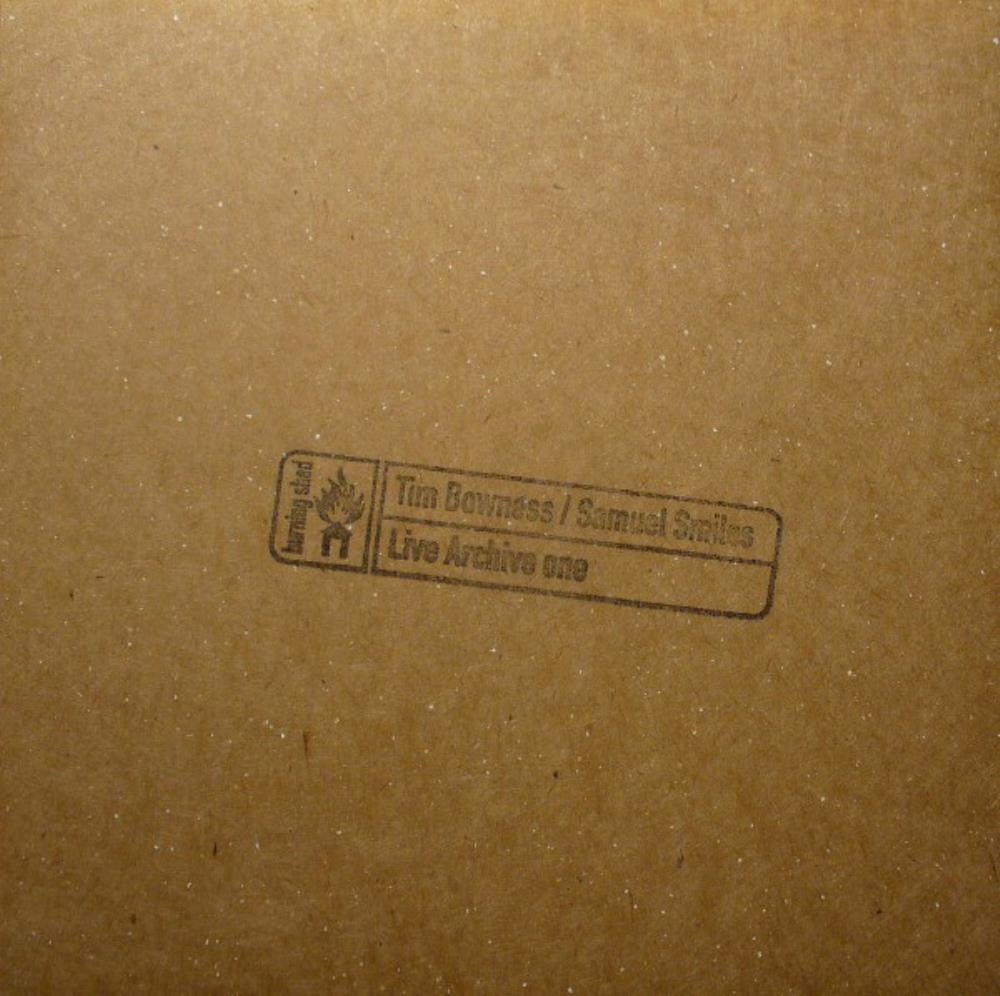 burning shed
Tim Bowness / Samuel Smiles
Live Archive one